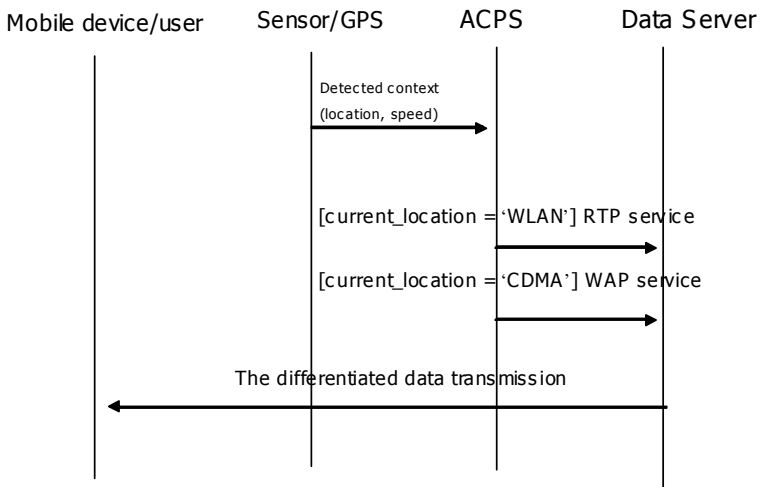 Mobile device/user Sensor/GPS ACPS Data Server
Detected context
(location, speed)
[current_location = ‘WLAN’] RTP service
[current_location = ‘CDMA’] WAP service
The differentiated data transmission